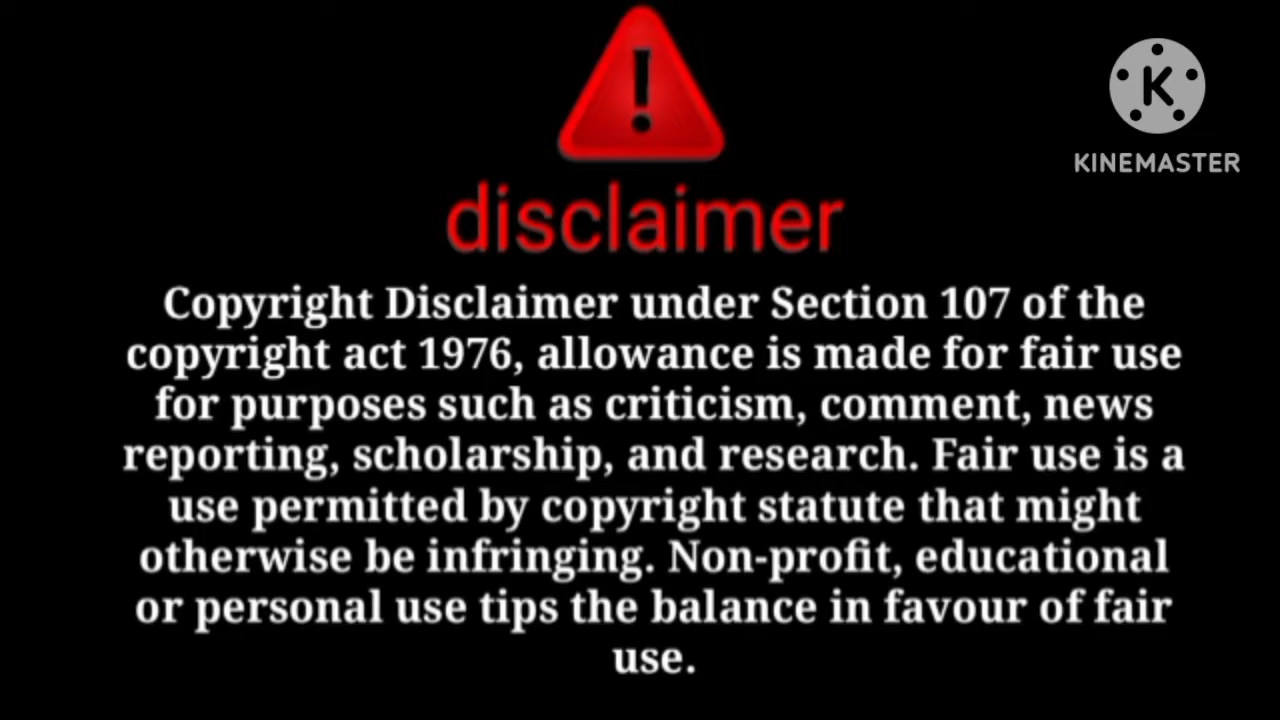 !
K
KINEMASTER
disclaimer
Copyright Disclaimer under Section 107 of the
copyright act 1976, allowance is made for fair use
for purposes such as criticism, comment, news
reporting, scholarship, and research. Fair use is a
use permitted by copyright statute that might
otherwise be infringing. Non-profit, educational
or personal use tips the balance in favour of fair
use.